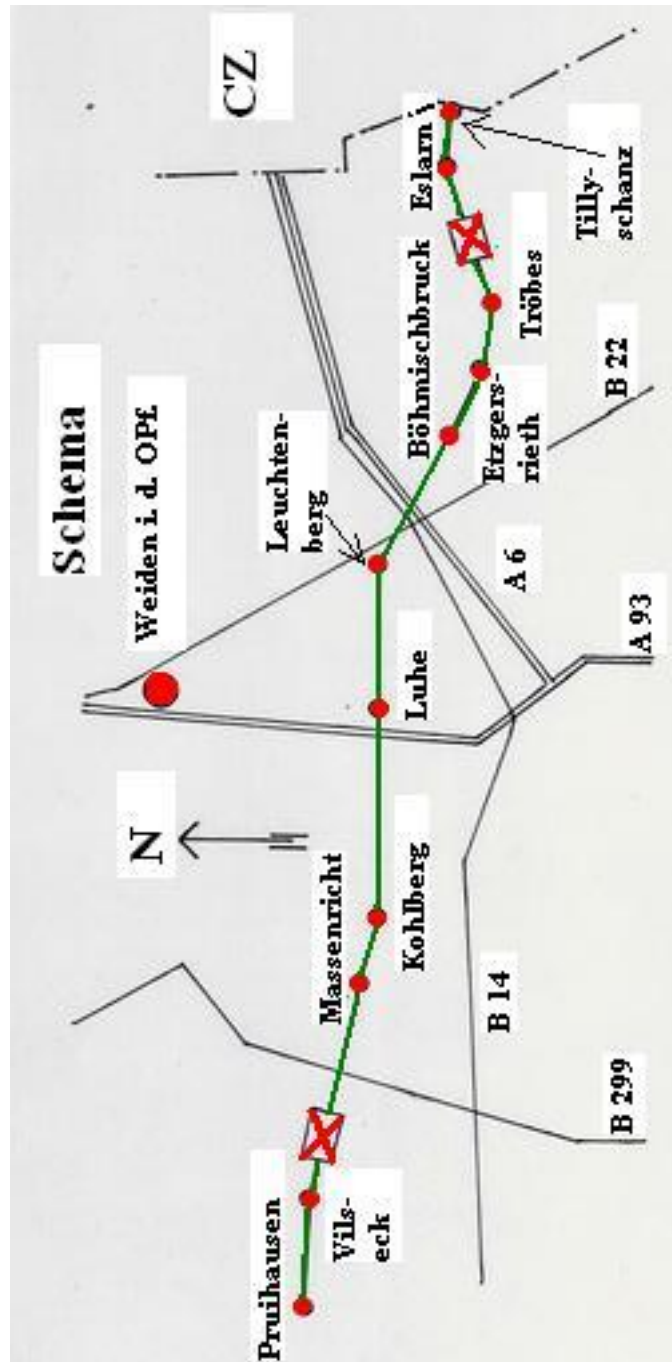 Schema
CZ
Weiden i. d. OPf.
N
Pruihausen
Vils-
eck
Massenricht
Kohlberg
Luhe
Leuchten-
berg
Böhmischbruck
Etzgers-
rieth
Tröbes
Eslarn
Tilly-
schanz
B 299
B 14
A 93
A 6
B 22